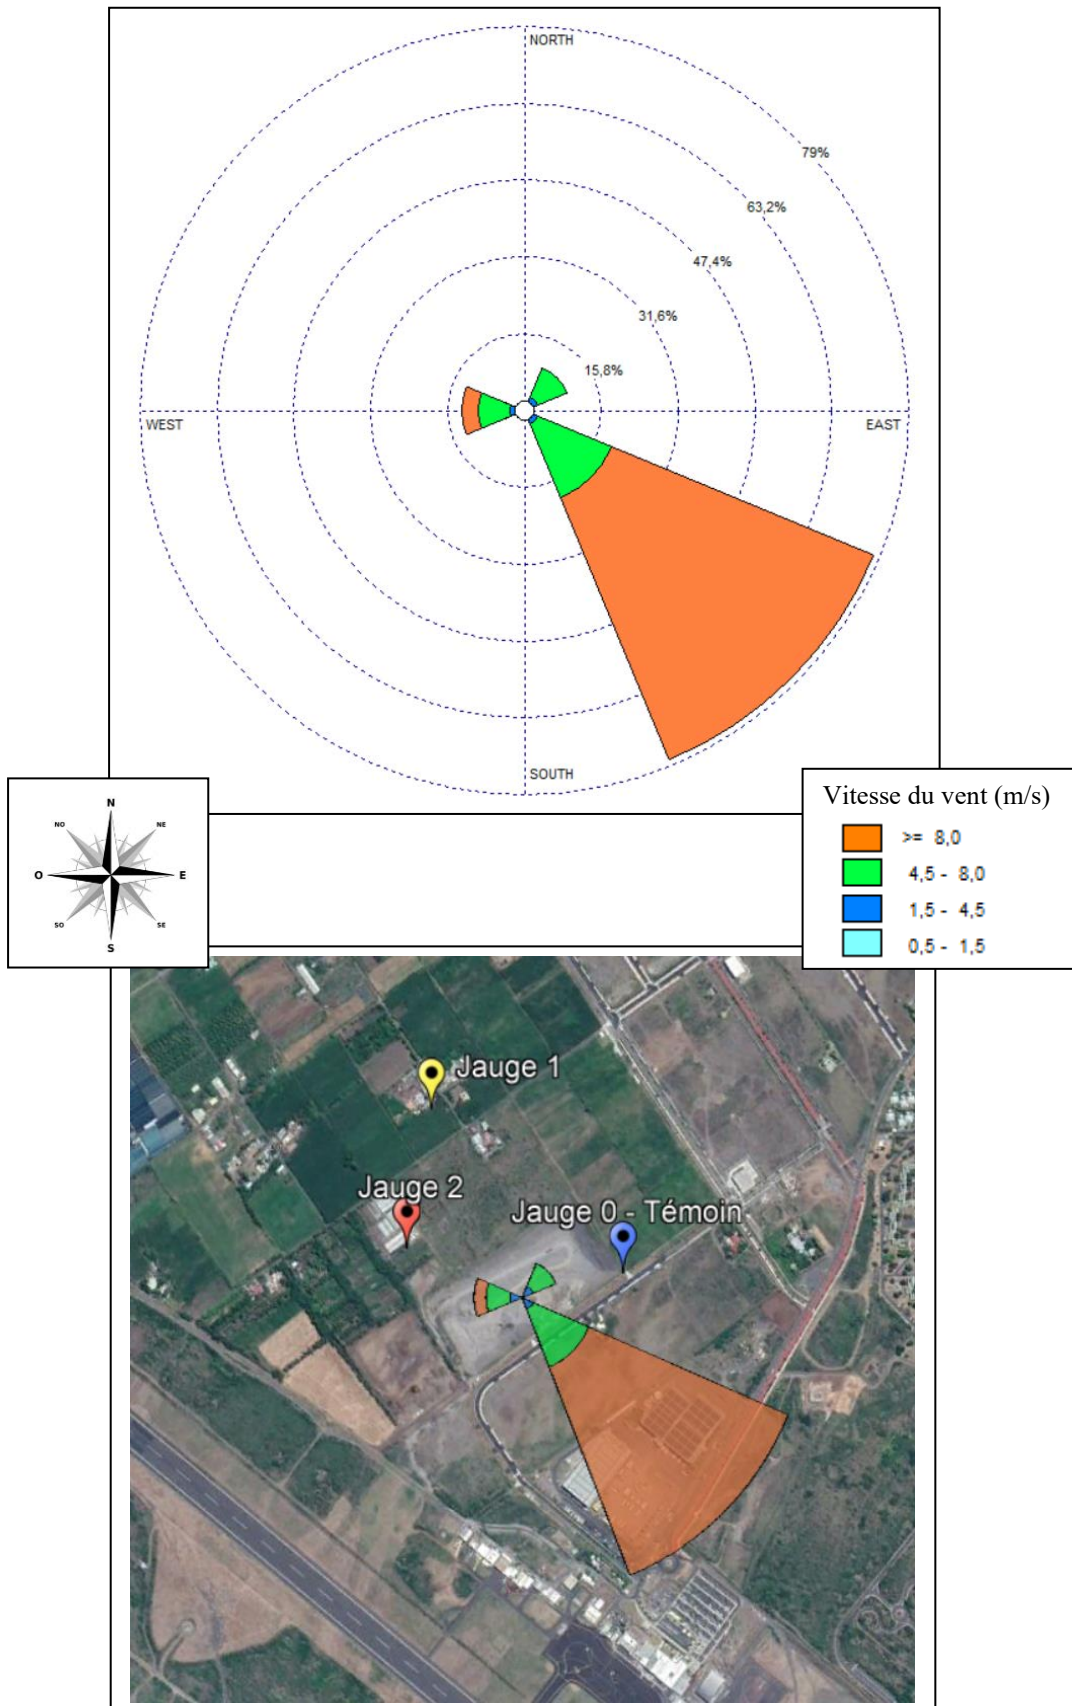 NORTH
79%
63,2%
47,4%
31,6%
15,8%
WEST
EAST
SOUTH
N
NO
NE
O
E
SO
SE
S
Vitesse du vent (m/s)
>= 8,0
4,5 - 8,0
1,5 - 4,5
0,5 - 1,5
Jauge 1
Jauge 2
Jauge 0 - Témoin